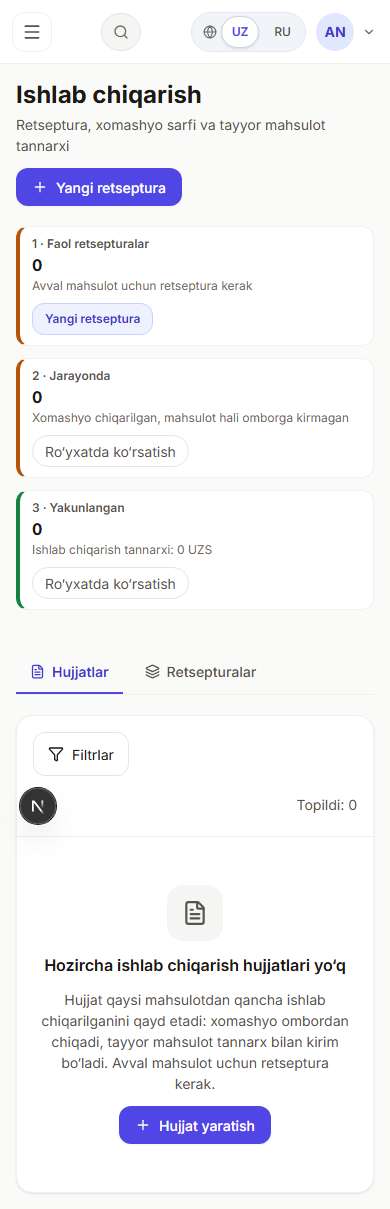 UZ RU AN
Ishlab chiqarish
Retseptura, xomashyo sarfi va tayyor mahsulot
tannarxi
+ Yangi retseptura
1 · Faol retsepturalar
0
Avval mahsulot uchun retseptura kerak
Yangi retseptura
2 · Jarayonda
0
Xomashyo chiqarilgan, mahsulot hali omborga kirmagan
Ro‘yxatda ko‘rsatish
3 · Yakunlangan
0
Ishlab chiqarish tannarxi: 0 UZS
Ro‘yxatda ko‘rsatish
Hujjatlar Retsepturalar
Filtrlar
N
Topildi: 0
Hozircha ishlab chiqarish hujjatlari yo‘q
Hujjat qaysi mahsulotdan qancha ishlab
chiqarilganini qayd etadi: xomashyo ombordan
chiqadi, tayyor mahsulot tannarx bilan kirim
bo‘ladi. Avval mahsulot uchun retseptura
kerak.
+ Hujjat yaratish